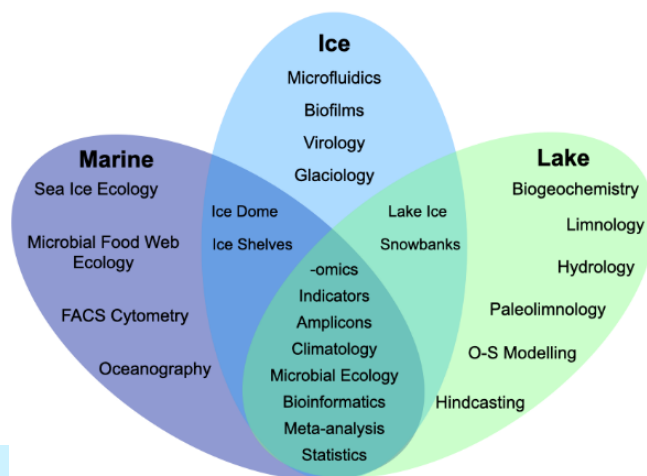 Ice
Microfluidics
Biofilms
Virology
Glaciology
Marine
Sea Ice Ecology
Microbial Food Web
Ecology
FACS Cytometry
Oceanography
Ice Dome
Ice Shelves
Lake Ice
Snowbanks
-omics
Indicators
Amplicons
Climatology
Microbial Ecology
Bioinformatics
Meta-analysis
Statistics
Lake
Biogeochemistry
Limnology
Hydrology
Paleolimnology
O-S Modelling
Hindcasting